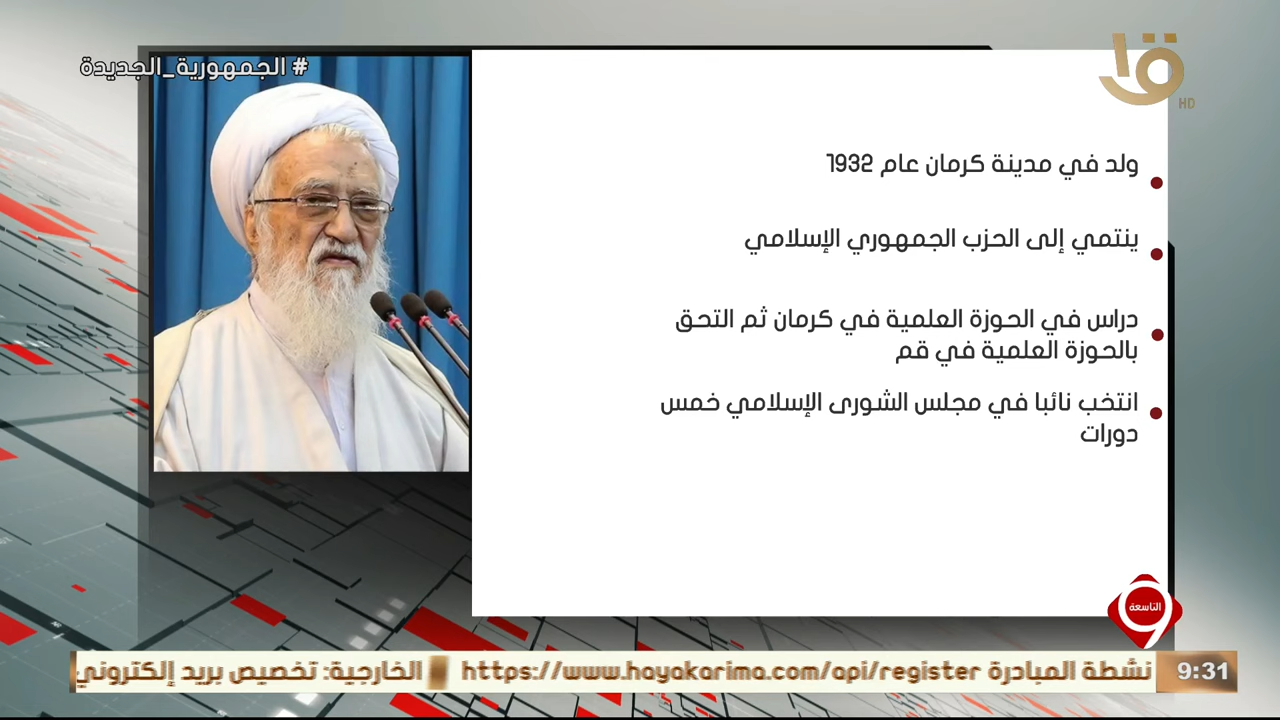 # الجمهورية_الجديدة
HD
ولد في مدينة كرمان عام 1932
ينتمي إلى الحزب الجمهوري الإسلامي
دراس في الحوزة العلمية في كرمان ثم التحق
بالحوزة العلمية في قم
انتخب نائبا في مجلس الشورى الإسلامي خمس
دورات
التاسعة
9
9:31 نشطة المبادرة https://www.hayakarima.com/api/register الخارجية: تخصيص بريد إلكتروني